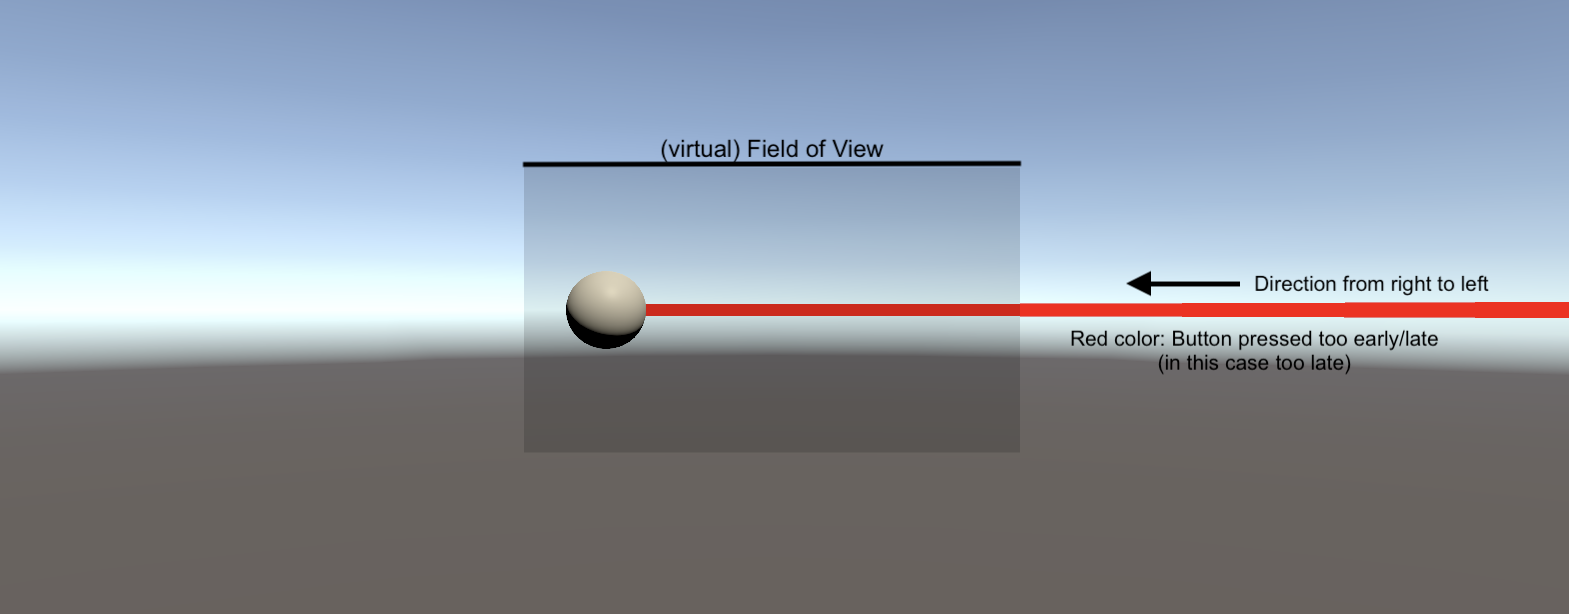 (virtual) Field of View
Direction from right to left
Red color: Button pressed too early/late
(in this case too late)